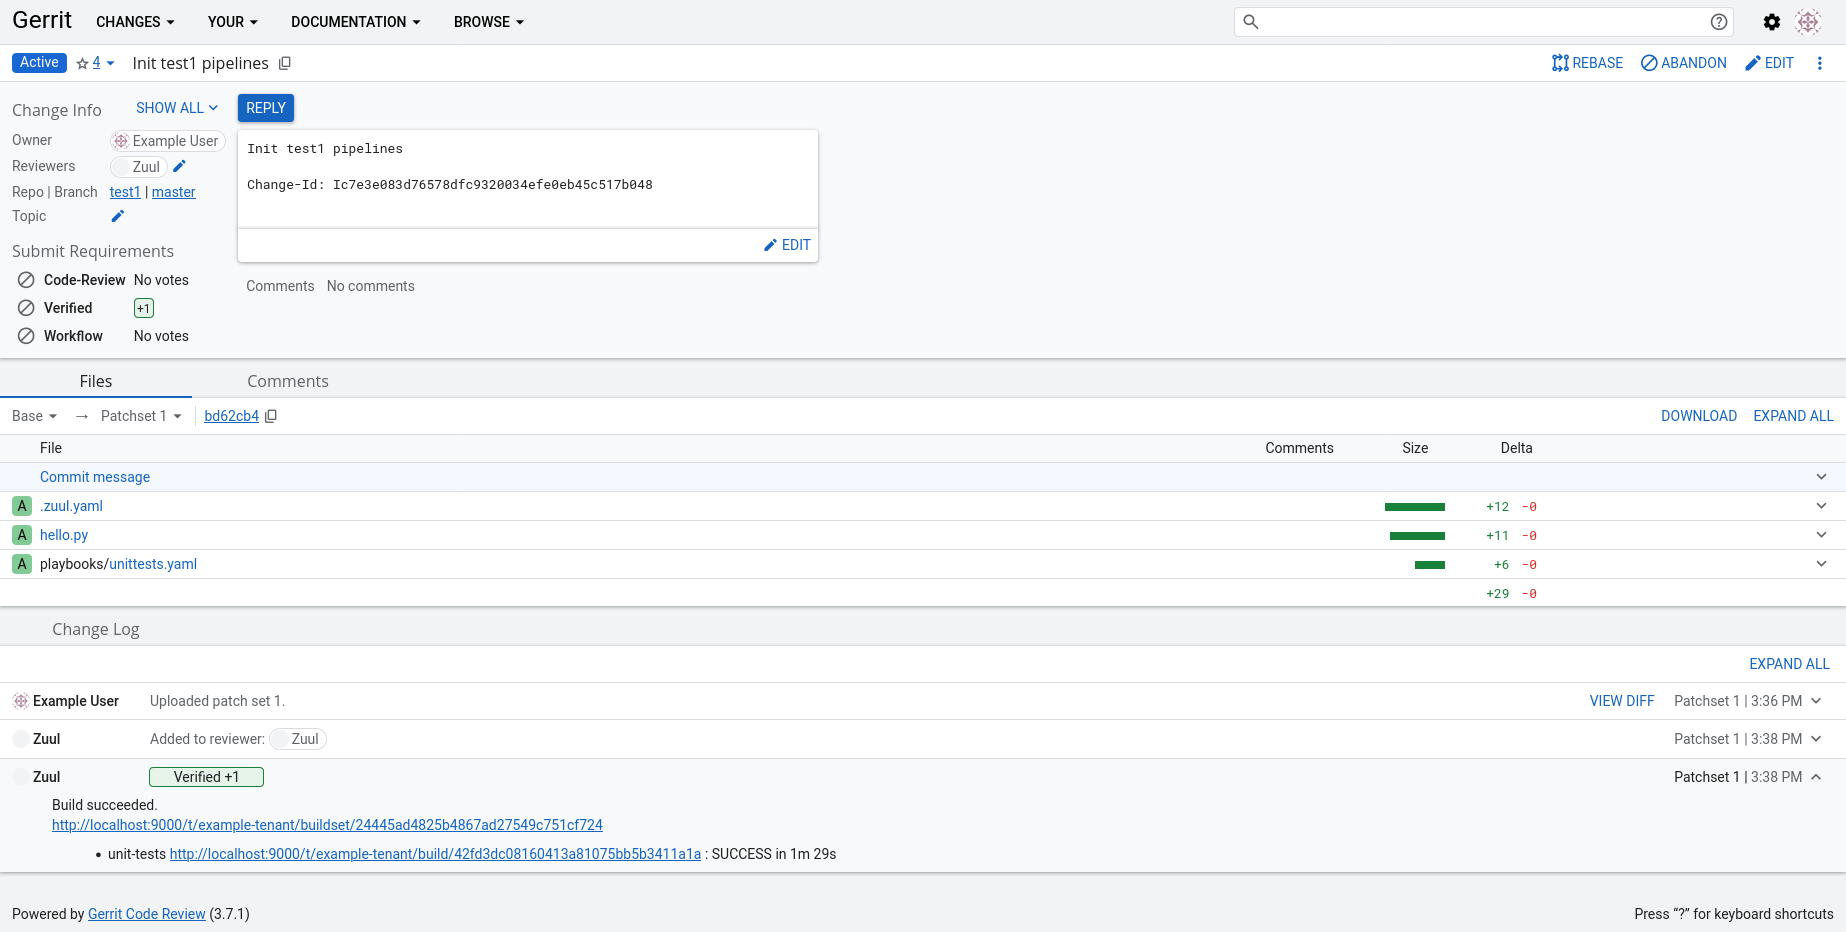 Gerrit CHANGES YOUR DOCUMENTATION BROWSE
Active 4 Init test1 pipelines REBASE ABANDON EDIT
Change Info SHOW ALL REPLY
Owner Example User
Reviewers Zuul
Repo | Branch test1 | master
Topic
Init test1 pipelines
Change-Id: Ic7e3e083d76578dfc9320034efe0eb45c517b048
EDIT
Submit Requirements
Code-Review No votes
Verified +1
Workflow No votes
Comments No comments
Files Comments
Base → Patchset 1 bd62cb4 DOWNLOAD EXPAND ALL
File Comments Size Delta
Commit message
A .zuul.yaml +12 -0
A hello.py +11 -0
A playbooks/unittests.yaml +6 -0
+29 -0
Change Log
EXPAND ALL
Example User Uploaded patch set 1. VIEW DIFF Patchset 1 | 3:36 PM
Zuul Added to reviewer: Zuul Patchset 1 | 3:38 PM
Zuul Verified +1 Patchset 1 | 3:38 PM
Build succeeded.
http://localhost:9000/t/example-tenant/buildset/24445ad4825b4867ad27549c751cf724
• unit-tests http://localhost:9000/t/example-tenant/build/42fd3dc08160413a81075bb5b3411a1a : SUCCESS in 1m 29s
Powered by Gerrit Code Review (3.7.1) Press “?” for keyboard shortcuts